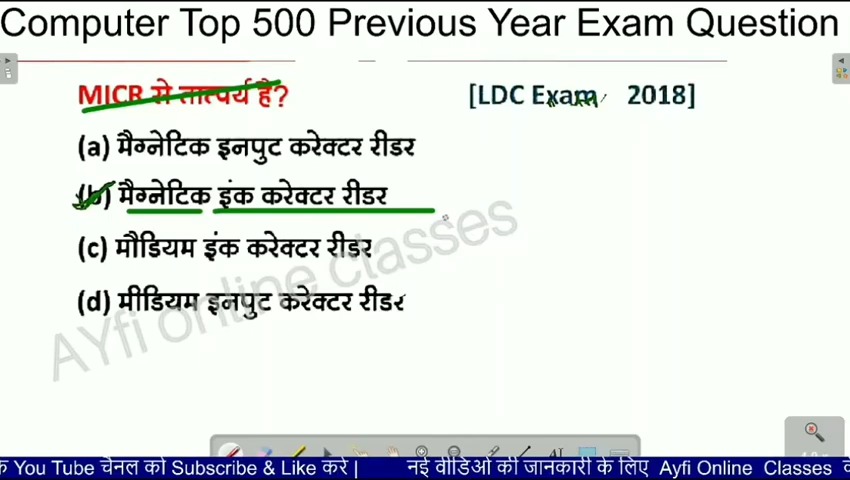 Computer Top 500 Previous Year Exam Question
MICR से तात्पर्य है? [LDC Exam 2018]
(a) मैग्नेटिक इनपुट करेक्टर रीडर
(b) मैग्नेटिक इंक करेक्टर रीडर
(c) मौडियम इंक करेक्टर रीडर
(d) मीडियम इनपुट करेक्टर रीडर
AYfi online classes
You Tube चैनल को Subscribe & Like करे | नई वीडिओ की जानकारी के लिए Ayfi Online Classes